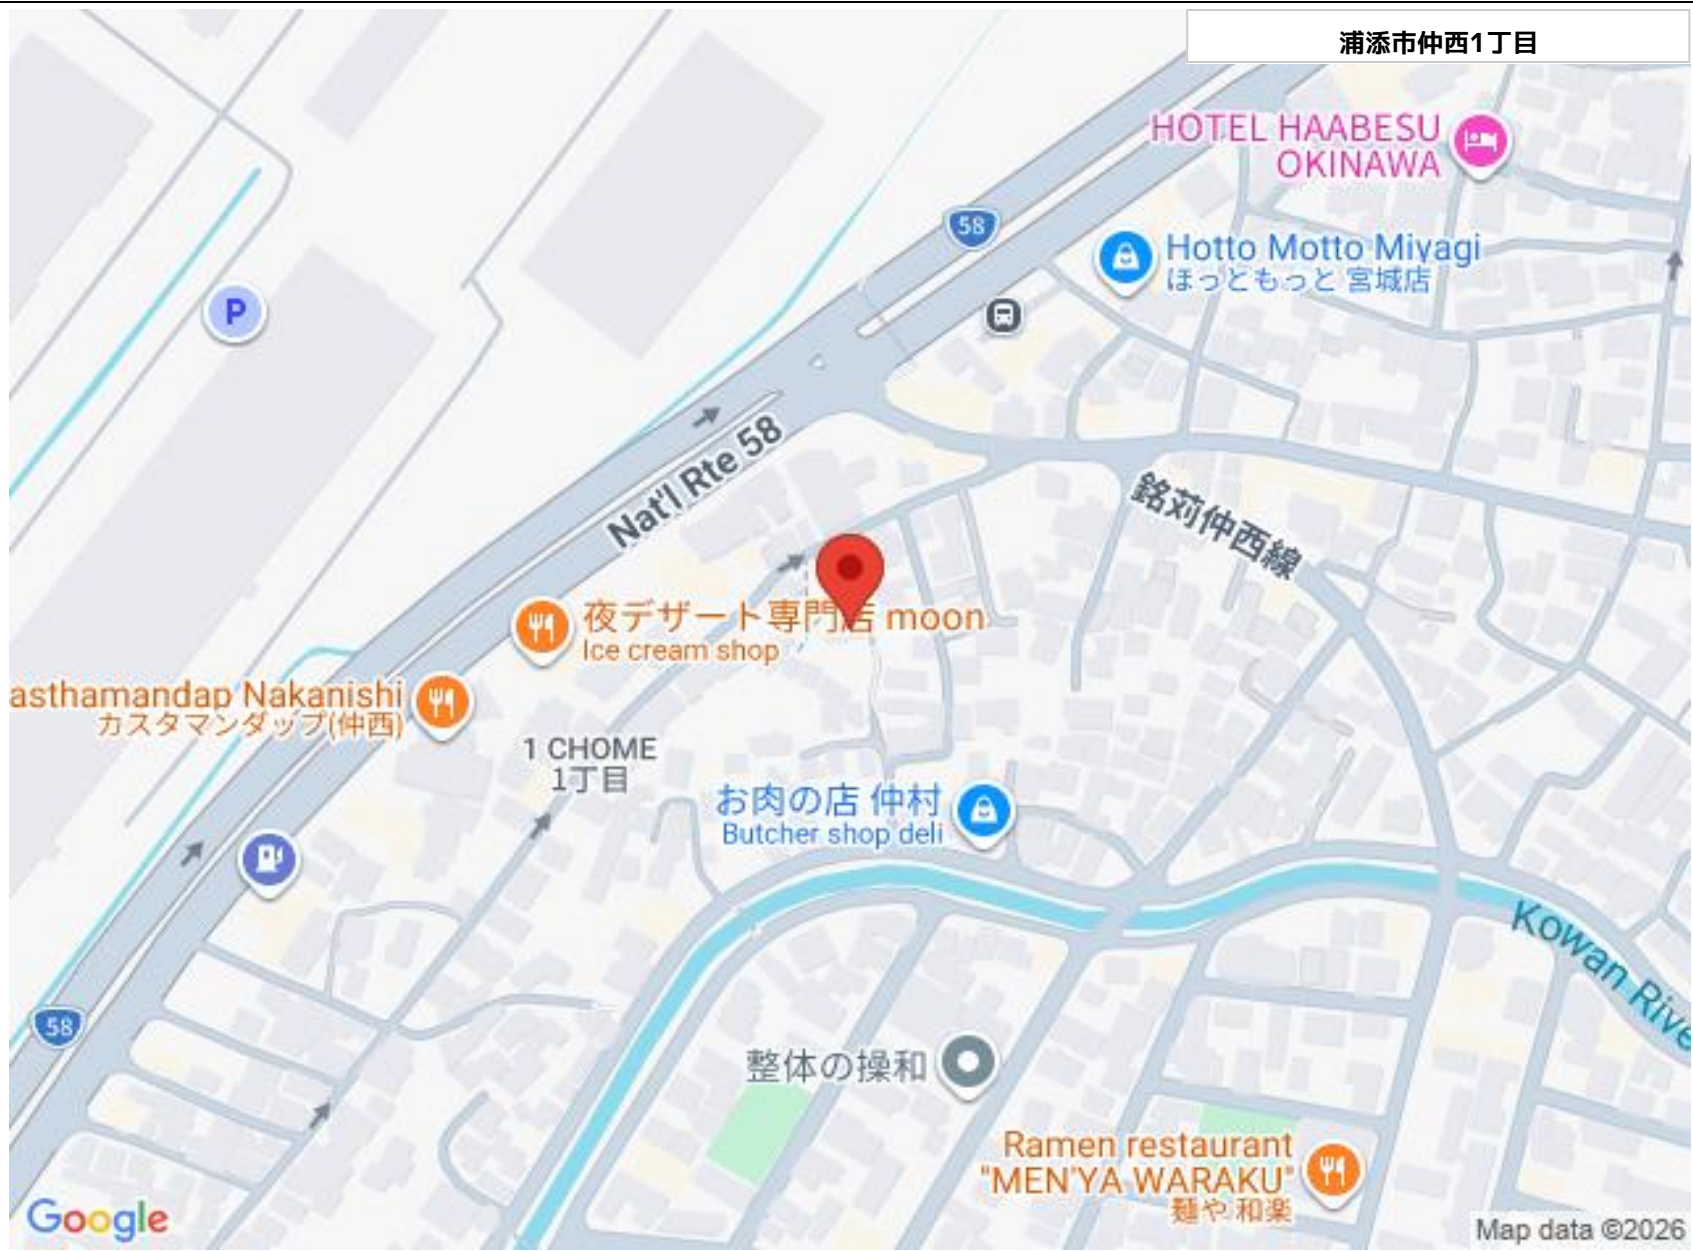 浦添市仲西1丁目
HOTEL HAABESU
OKINAWA
58
Hotto Motto Miyagi
ほっともっと 宮城店
P
Nat'l Rte 58
銘苅仲西線
夜デザート専門店 moon
Ice cream shop
asthamandap Nakanishi
カスタマンダップ(仲西)
1 CHOME
1丁目
お肉の店 仲村
Butcher shop deli
Kowan Rive
58
整体の操和
Ramen restaurant
"MEN'YA WARAKU"
麺や 和楽
Google
Map data ©2026